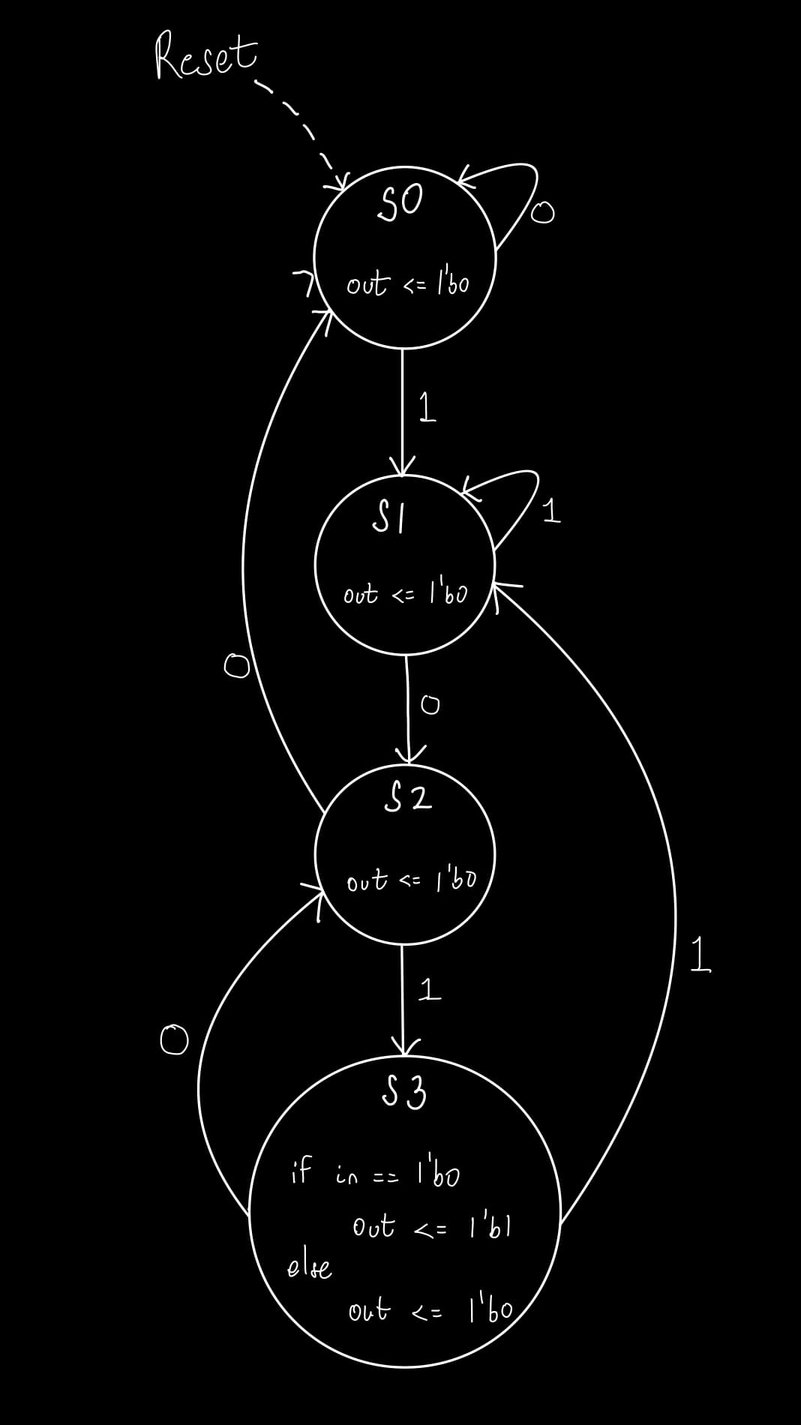 Reset
S0
0
out <= 1'b0
1
S1
1
out <= 1'b0
0
0
S2
out <= 1'b0
1
1
0
S3
if in == 1'b0
out <= 1'b1
else
out <= 1'b0